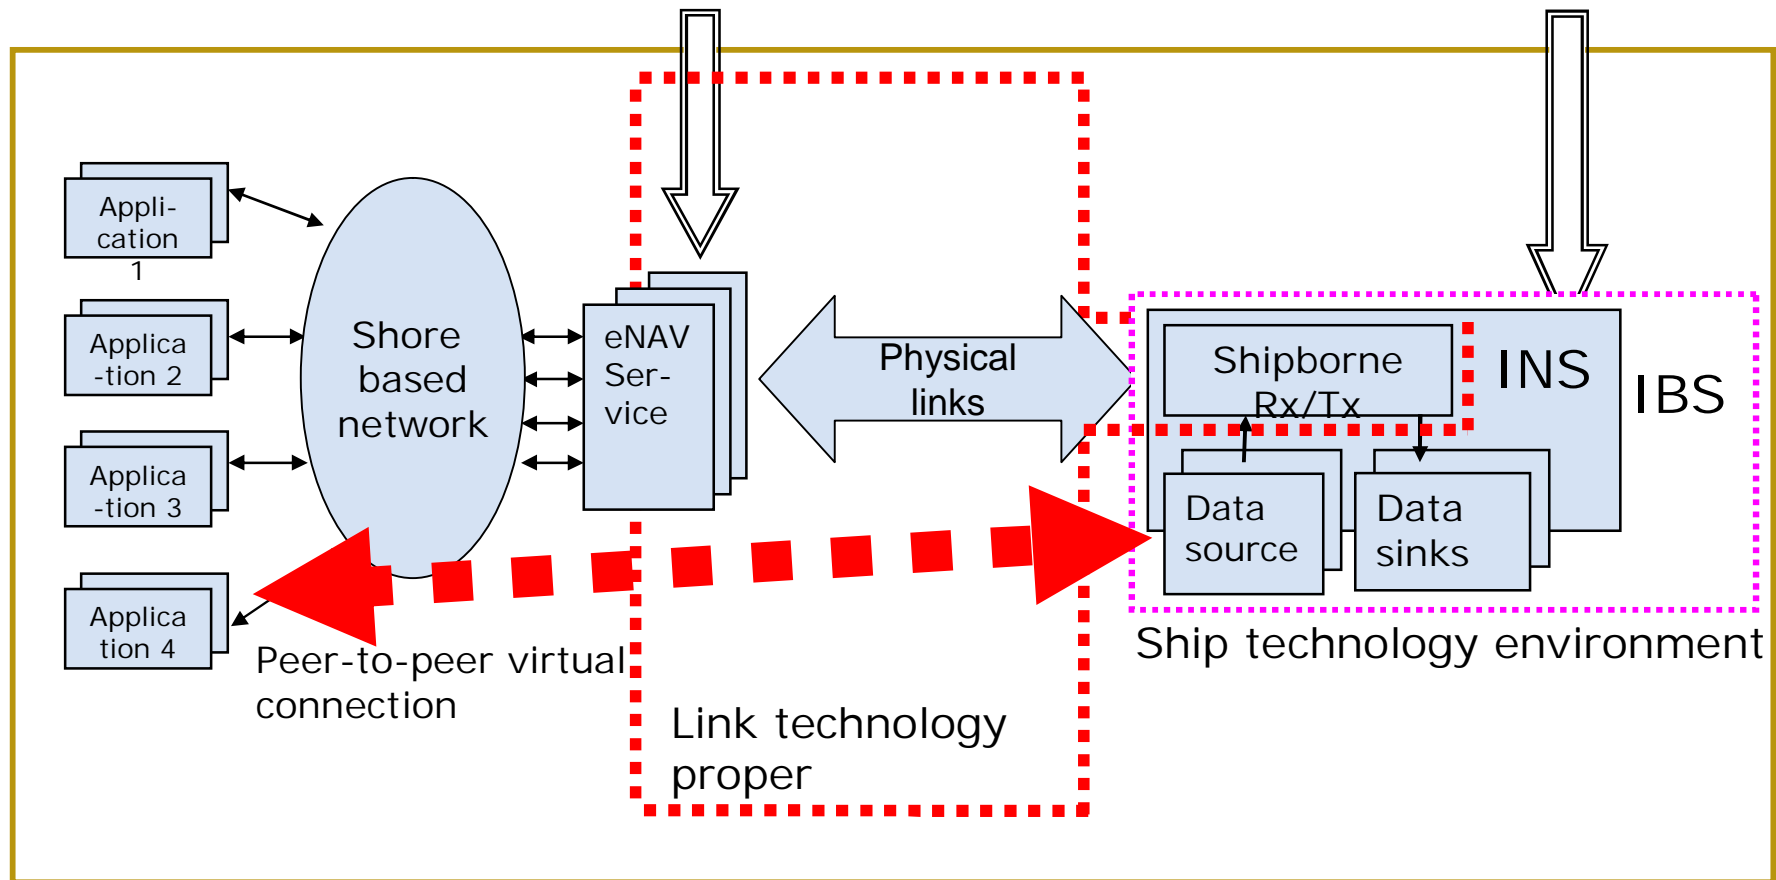 Appli-
cation
1
Applica
-tion 2
Applica
-tion 3
Applica
tion 4
Shore
based
network
eNAV
Ser-
vice
Physical
links
Shipborne
Rx/Tx
INS
IBS
Data
source
Data
sinks
Ship technology environment
Peer-to-peer virtual
connection
Link technology
proper